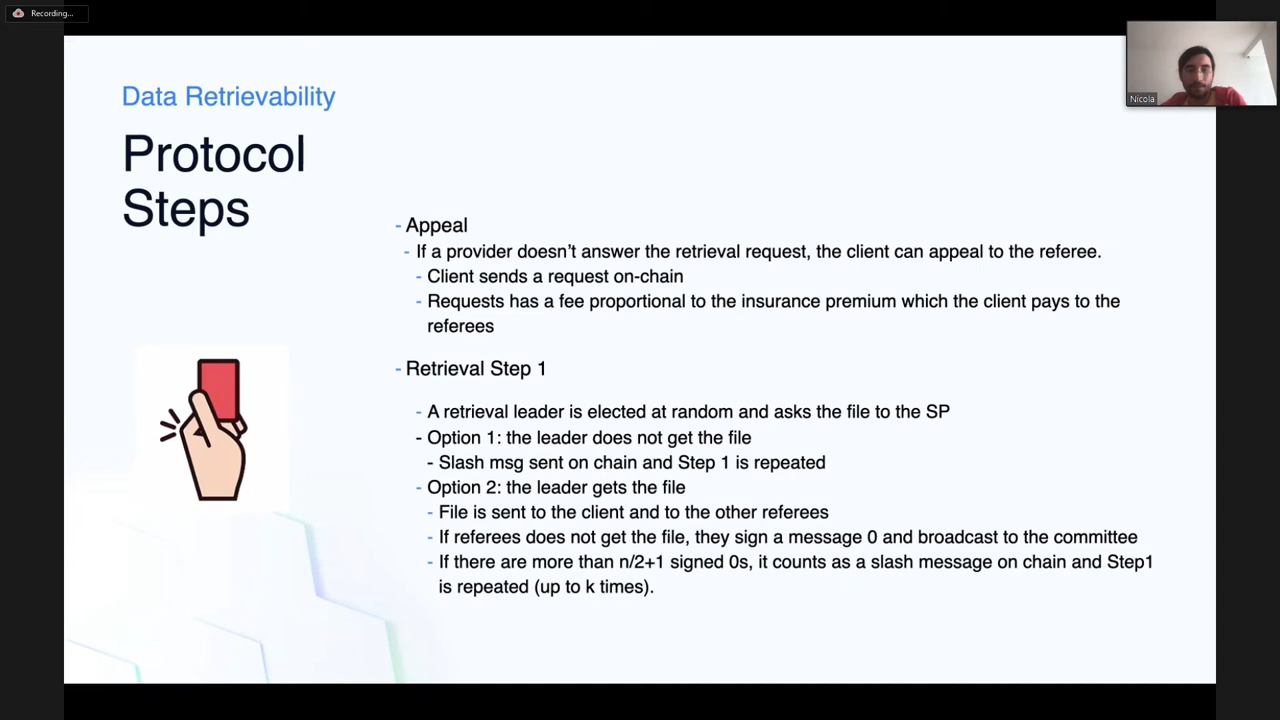 Recording...
Nicola
Data Retrievability
Protocol
Steps
- Appeal
- If a provider doesn't answer the retrieval request, the client can appeal to the referee.
- Client sends a request on-chain
- Requests has a fee proportional to the insurance premium which the client pays to the
referees
- Retrieval Step 1
- A retrieval leader is elected at random and asks the file to the SP
- Option 1: the leader does not get the file
- Slash msg sent on chain and Step 1 is repeated
- Option 2: the leader gets the file
- File is sent to the client and to the other referees
- If referees does not get the file, they sign a message 0 and broadcast to the committee
- If there are more than n/2+1 signed 0s, it counts as a slash message on chain and Step1
is repeated (up to k times).